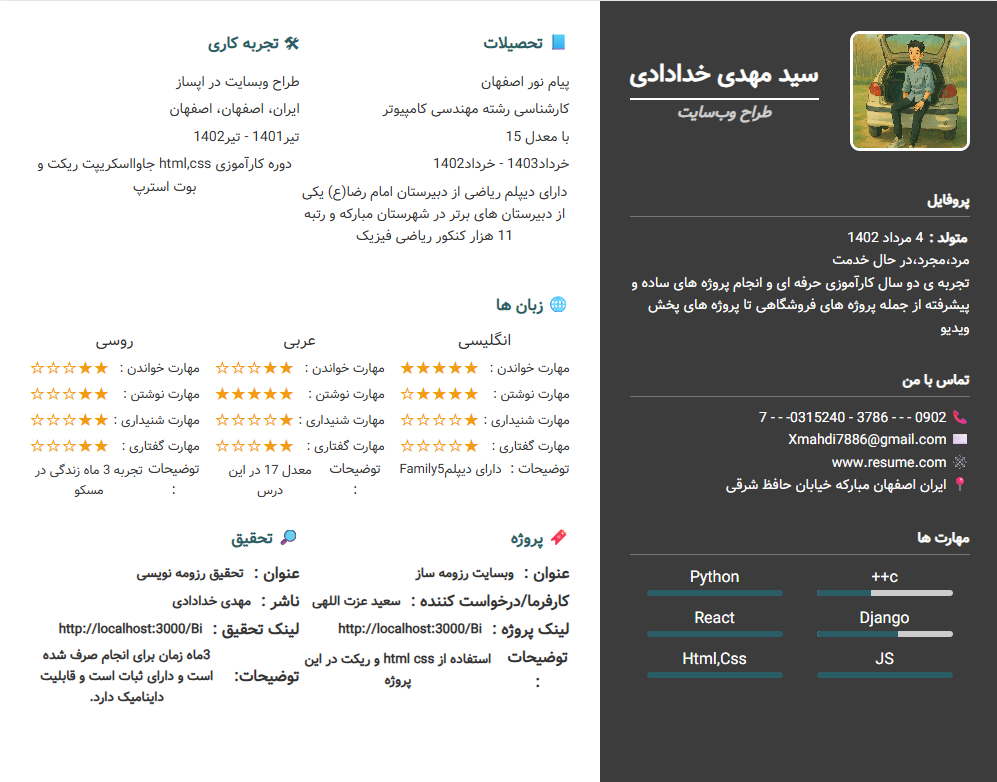 سید مهدی خدادادی
طراح وب‌سایت
پروفایل
متولد : 4 مرداد 1402
مرد،مجرد،در حال خدمت
تجربه ی دو سال کارآموزی حرفه ای و انجام پروژه های ساده و
پیشرفته از جمله پروژه های فروشگاهی تا پروژه های پخش
ویدیو
تماس با من
0902 - - - 3786 - 0315240- - - 7
Xmahdi7886@gmail.com
www.resume.com
ایران اصفهان مبارکه خیابان حافظ شرقی
مهارت ها
++c Python
Django React
JS Html,Css
تحصیلات
پیام نور اصفهان
کارشناسی رشته مهندسی کامپیوتر
با معدل 15
خرداد1403 - خرداد1402
دارای دیپلم ریاضی از دبیرستان امام رضا(ع) یکی
از دبیرستان های برتر در شهرستان مبارکه و رتبه
11 هزار کنکور ریاضی فیزیک
تجربه کاری
طراح وبسایت در اپساز
ایران، اصفهان، اصفهان
تیر1401 - تیر1402
دوره کارآموزی html,css جاوااسکریپت ریکت و
بوت استرپ
زبان ها
انگلیسی
مهارت خواندن : ★★★★★
مهارت نوشتن : ★★★★☆
مهارت شنیداری : ★☆☆☆☆
مهارت گفتاری : ★☆☆☆☆
توضیحات : دارای دیپلمFamily5
عربی
مهارت خواندن : ★★☆☆☆
مهارت نوشتن : ★★★★★
مهارت شنیداری : ★☆☆☆☆
مهارت گفتاری : ★★☆☆☆
توضیحات : معدل 17 در این
درس
روسی
مهارت خواندن : ★★☆☆☆
مهارت نوشتن : ★★☆☆☆
مهارت شنیداری : ★★☆☆☆
مهارت گفتاری : ★★☆☆☆
توضیحات : تجربه 3 ماه زندگی در
مسکو
پروژه
عنوان : وبسایت رزومه ساز
کارفرما/درخواست کننده : سعید عزت اللهی
لینک پروژه : http://localhost:3000/Bi
توضیحات : استفاده از html css و ریکت در این
پروژه
تحقیق
عنوان : تحقیق رزومه نویسی
ناشر : مهدی خدادادی
لینک تحقیق : http://localhost:3000/Bi
توضیحات: 3ماه زمان برای انجام صرف شده
است و دارای ثبات است و قابلیت
داینامیک دارد.